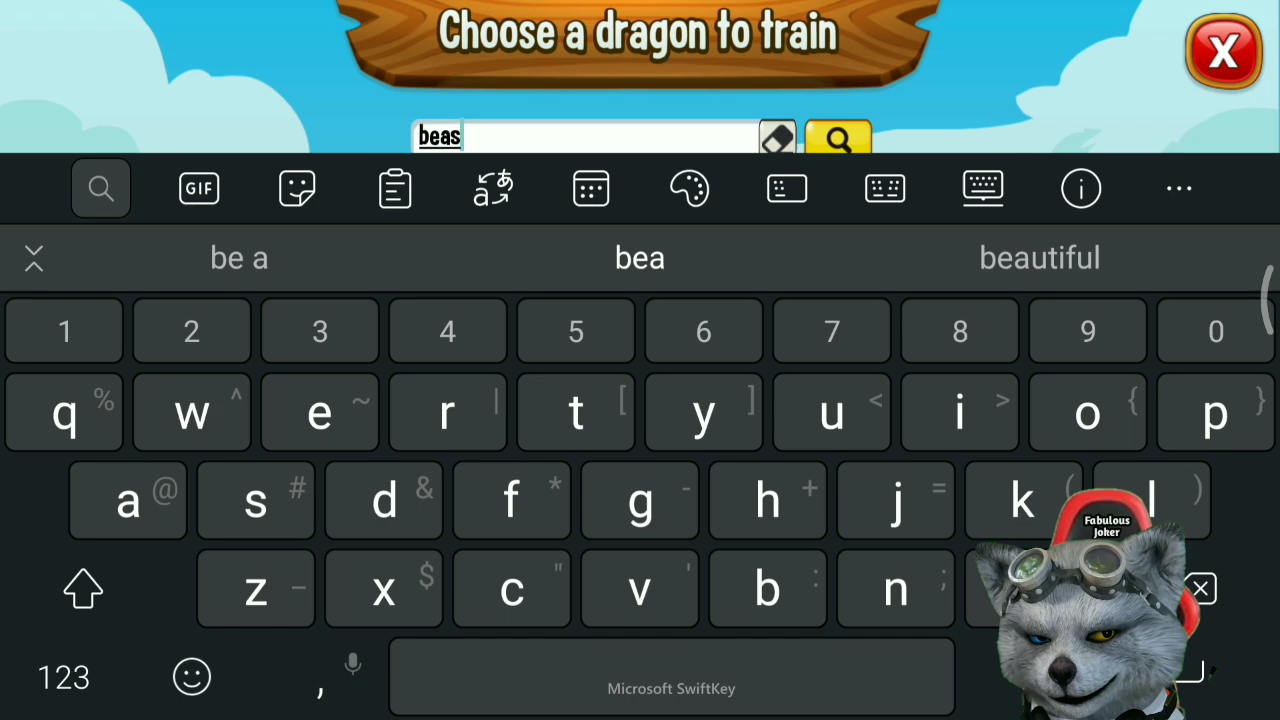 Choose a dragon to train
X
beas
GIF
be a
bea
beautiful
1 2 3 4 5 6 7 8 9 0
q % w ^ e ~ r | t [ y ] u < i > o { p }
a @ s # d & f * g - h + j = k ( l )
z _ x $ c " v ' b : n ;
123 , Microsoft SwiftKey
Fabulous
Joker